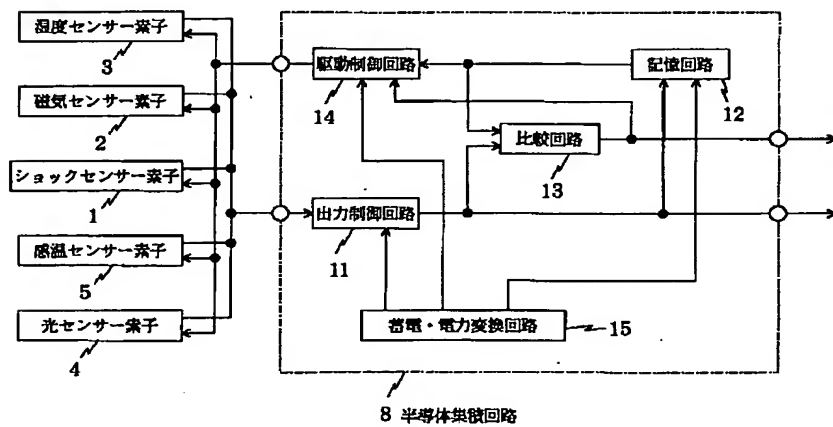 湿度センサー素子
3
磁気センサー素子
2
ショックセンサー素子
1
感温センサー素子
5
光センサー素子
4
駆動制御回路
14
記憶回路
12
比較回路
13
出力制御回路
11
蓄電・電力変換回路
15
8 半導体集積回路